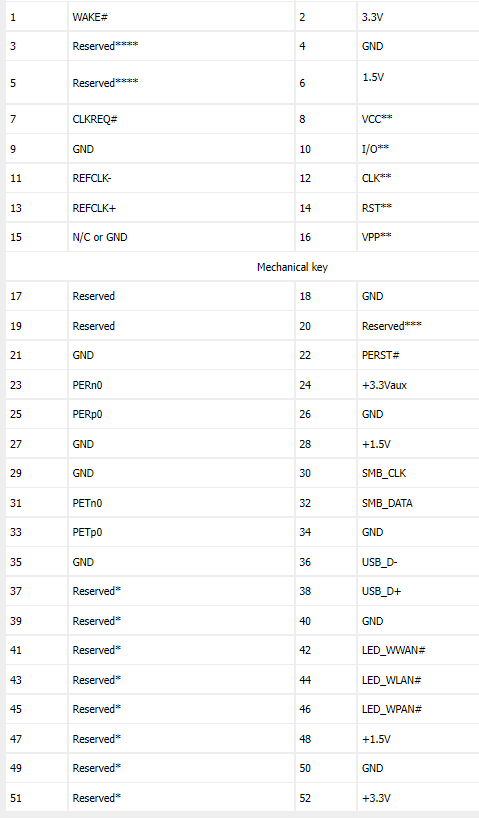 1 WAKE# 2 3.3V
3 Reserved**** 4 GND
5 Reserved**** 6 1.5V
7 CLKREQ# 8 VCC**
9 GND 10 I/O**
11 REFCLK- 12 CLK**
13 REFCLK+ 14 RST**
15 N/C or GND 16 VPP**
Mechanical key
17 Reserved 18 GND
19 Reserved 20 Reserved***
21 GND 22 PERST#
23 PERn0 24 +3.3Vaux
25 PERp0 26 GND
27 GND 28 +1.5V
29 GND 30 SMB_CLK
31 PETn0 32 SMB_DATA
33 PETp0 34 GND
35 GND 36 USB_D-
37 Reserved* 38 USB_D+
39 Reserved* 40 GND
41 Reserved* 42 LED_WWAN#
43 Reserved* 44 LED_WLAN#
45 Reserved* 46 LED_WPAN#
47 Reserved* 48 +1.5V
49 Reserved* 50 GND
51 Reserved* 52 +3.3V